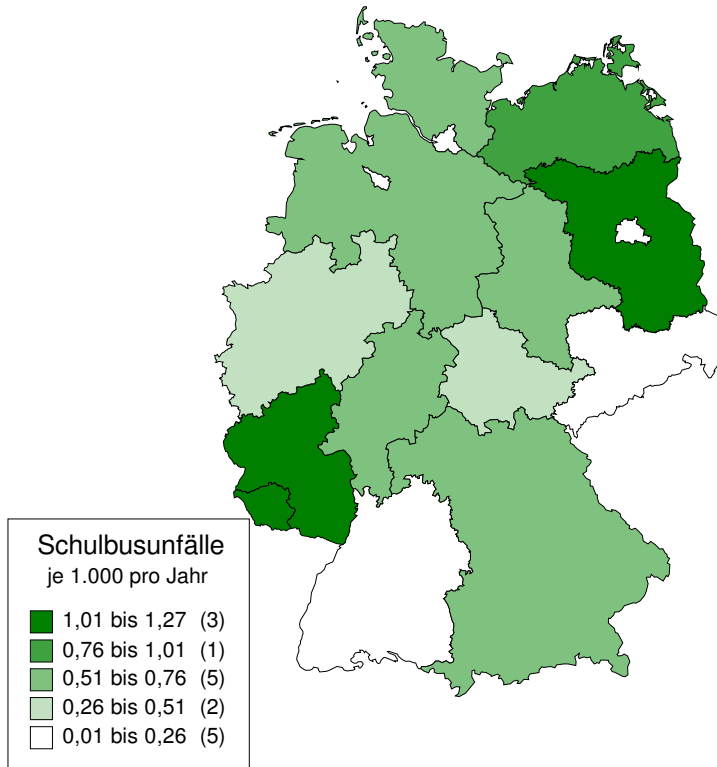 Schulbusunfälle
je 1.000 pro Jahr
1,01 bis 1,27 (3)
0,76 bis 1,01 (1)
0,51 bis 0,76 (5)
0,26 bis 0,51 (2)
0,01 bis 0,26 (5)